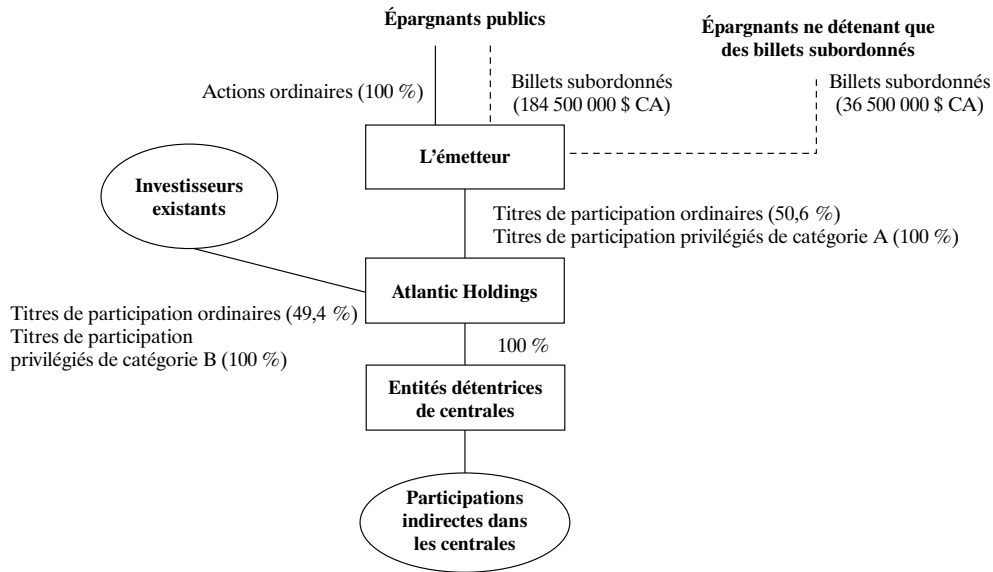 Épargnants publics
Épargnants ne détenant que
des billets subordonnés
Actions ordinaires (100 %)
Billets subordonnés
(184 500 000 $ CA)
Billets subordonnés
(36 500 000 $ CA)
L'émetteur
Investisseurs
existants
Titres de participation ordinaires (50,6 %)
Titres de participation privilégiés de catégorie A (100 %)
Atlantic Holdings
Titres de participation ordinaires (49,4 %)
Titres de participation
privilégiés de catégorie B (100 %)
100 %
Entités détentrices
de centrales
Participations
indirectes dans
les centrales